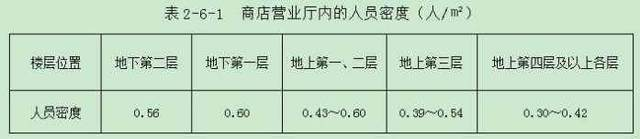 表2-6-1 商店营业厅内的人员密度（人/㎡）
楼层位置 地下第二层 地下第一层 地上第一、二层 地上第三层 地上第四层及以上各层
人员密度 0.56 0.60 0.43～0.60 0.39～0.54 0.30～0.42